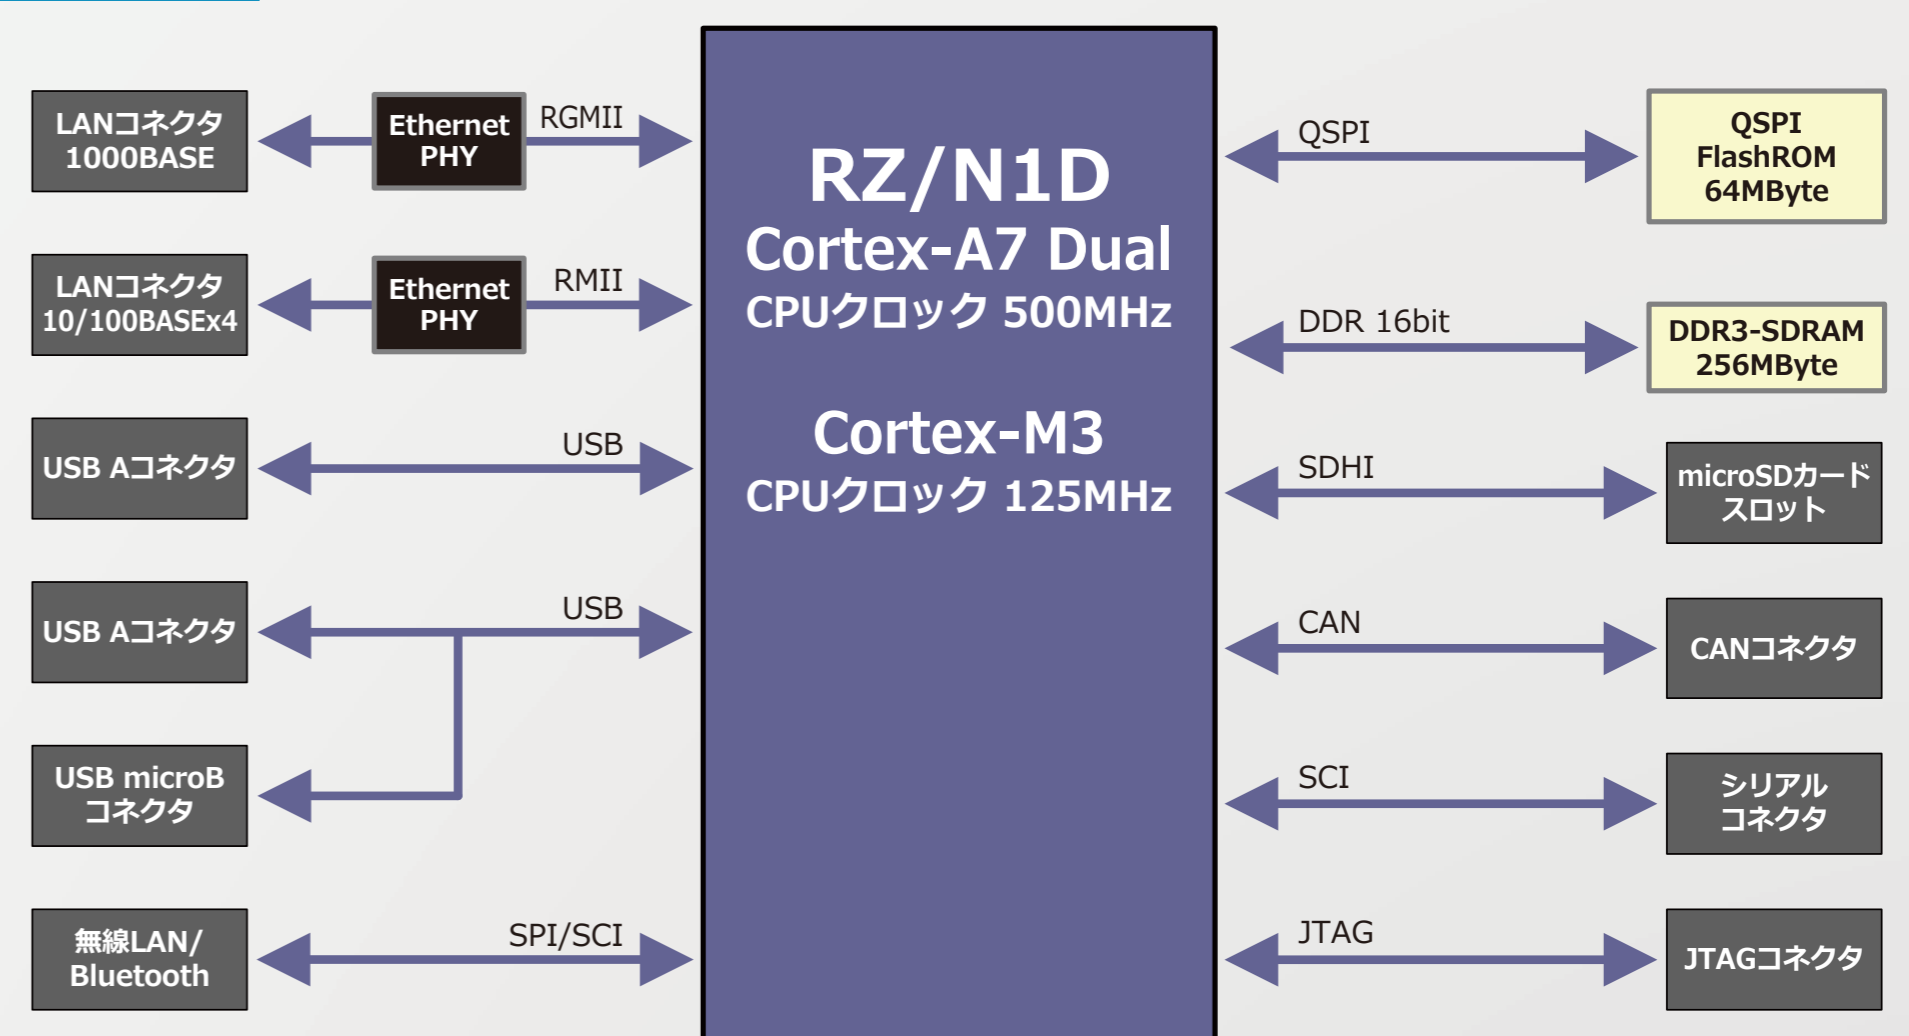 LANコネクタ
1000BASE
Ethernet
PHY
RGMII
LANコネクタ
10/100BASEx4
Ethernet
PHY
RMII
USB Aコネクタ
USB
USB Aコネクタ
USB
USB microB
コネクタ
無線LAN/
Bluetooth
SPI/SCI
RZ/N1D
Cortex-A7 Dual
CPUクロック 500MHz
Cortex-M3
CPUクロック 125MHz
QSPI
QSPI
FlashROM
64MByte
DDR 16bit
DDR3-SDRAM
256MByte
SDHI
microSDカード
スロット
CAN
CANコネクタ
SCI
シリアル
コネクタ
JTAG
JTAGコネクタ